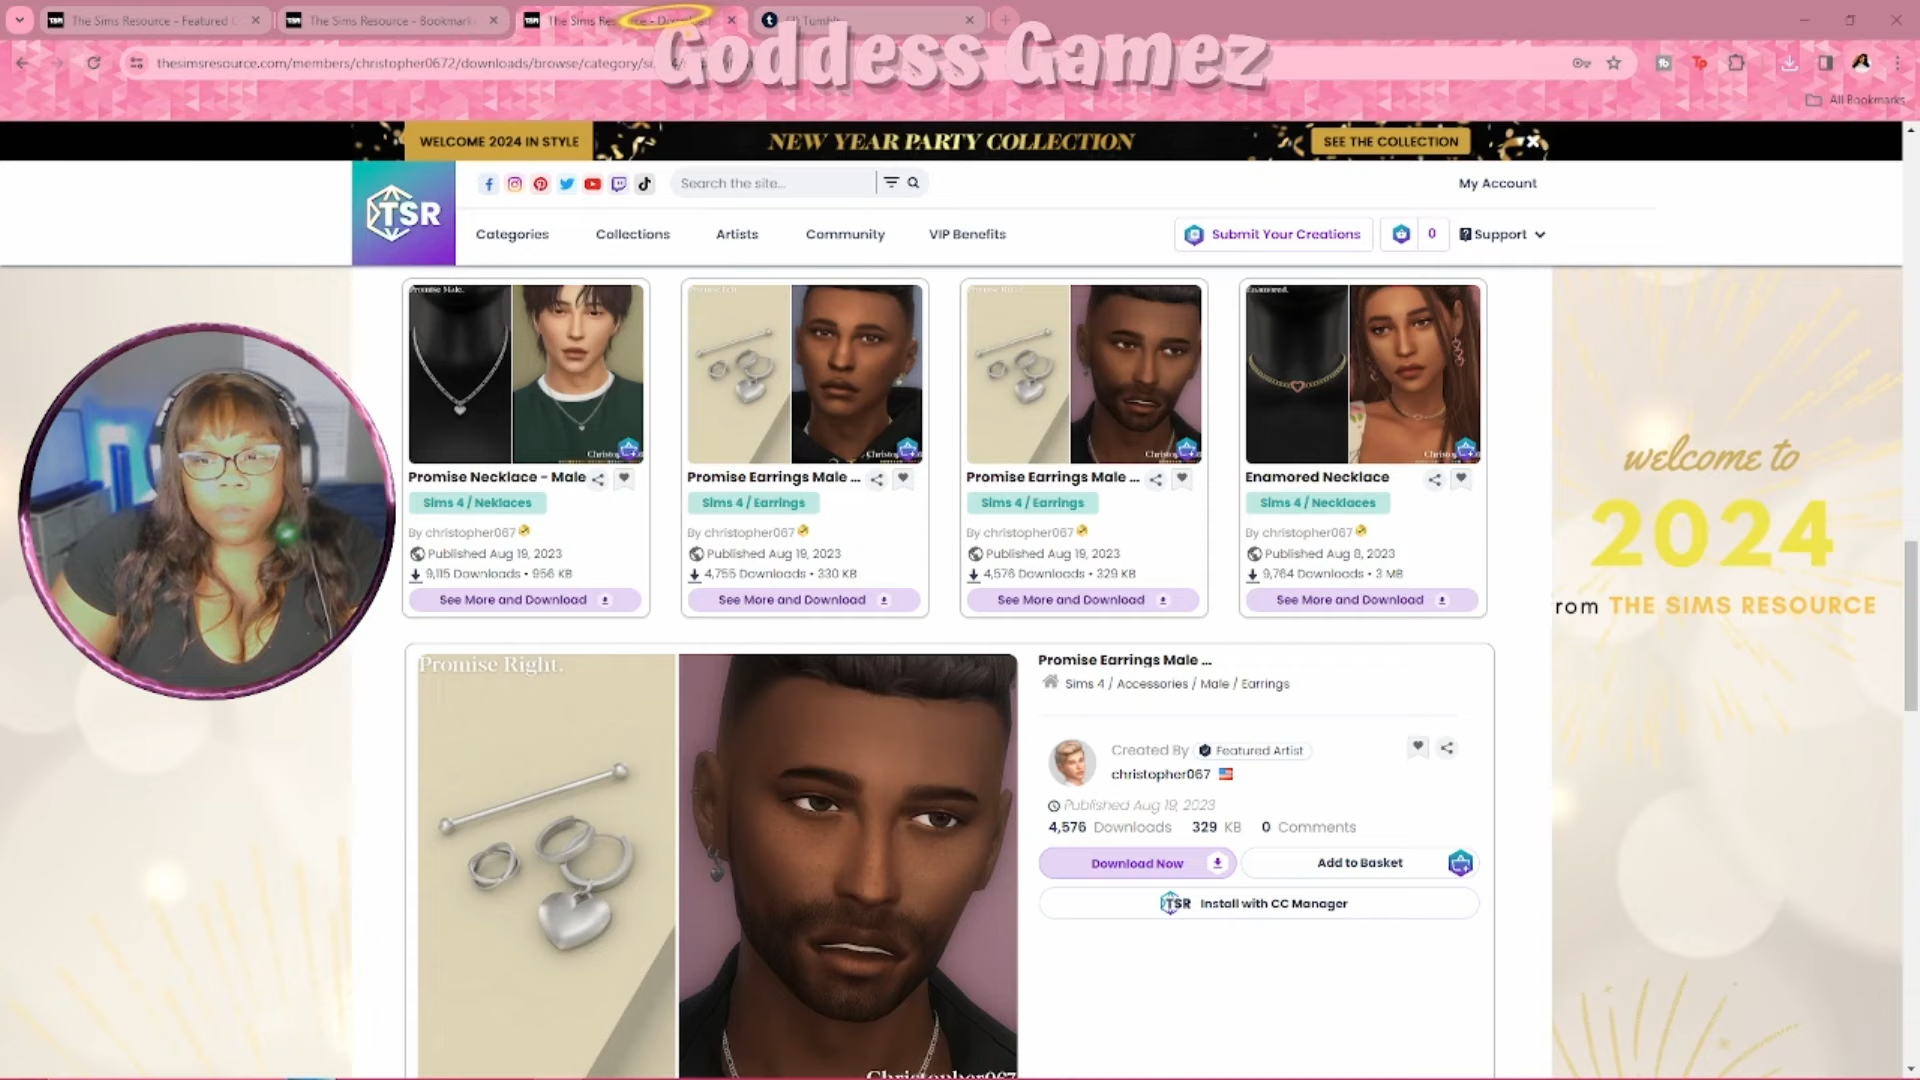 The Sims Resource - Featured C
The Sims Resource - Bookmark
The Sims Res
Goddess Gamez
thesimsresource.com/members/christopher0672/downloads/browse/category/si
All Bookmarks
WELCOME 2024 IN STYLE
NEW YEAR PARTY COLLECTION
SEE THE COLLECTION
TSR
Search the site...
My Account
Categories
Collections
Artists
Community
VIP Benefits
Submit Your Creations
0
Support
Promise Male.
Promise Right.
Enamored.
Promise Necklace - Male
Promise Earrings Male ...
Promise Earrings Male ...
Enamored Necklace
Sims 4 / Neklaces
Sims 4 / Earrings
Sims 4 / Earrings
Sims 4 / Necklaces
By christopher067
By christopher067
By christopher067
By christopher067
Published Aug 19, 2023
Published Aug 19, 2023
Published Aug 19, 2023
Published Aug 8, 2023
9,115 Downloads • 956 KB
4,755 Downloads • 330 KB
4,576 Downloads • 329 KB
9,764 Downloads • 3 MB
See More and Download
See More and Download
See More and Download
See More and Download
welcome to
2024
rom THE SIMS RESOURCE
Promise Right.
Promise Earrings Male ...
Sims 4 / Accessories / Male / Earrings
Created By Featured Artist
christopher067
Published Aug 19, 2023
4,576 Downloads 329 KB 0 Comments
Download Now
Add to Basket
TSR Install with CC Manager
Christopher067